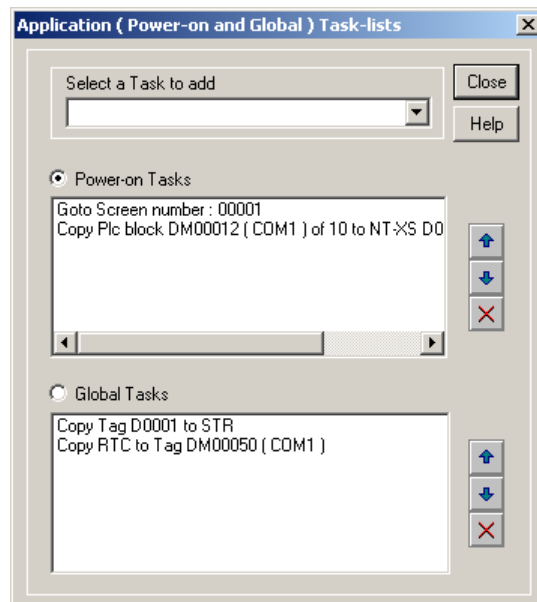 Application ( Power-on and Global ) Task-lists
Select a Task to add
Close
Help
Power-on Tasks
Goto Screen number : 00001
Copy Plc block DM00012 ( COM1 ) of 10 to NT-XS D0
Global Tasks
Copy Tag D0001 to STR
Copy RTC to Tag DM00050 ( COM1 )